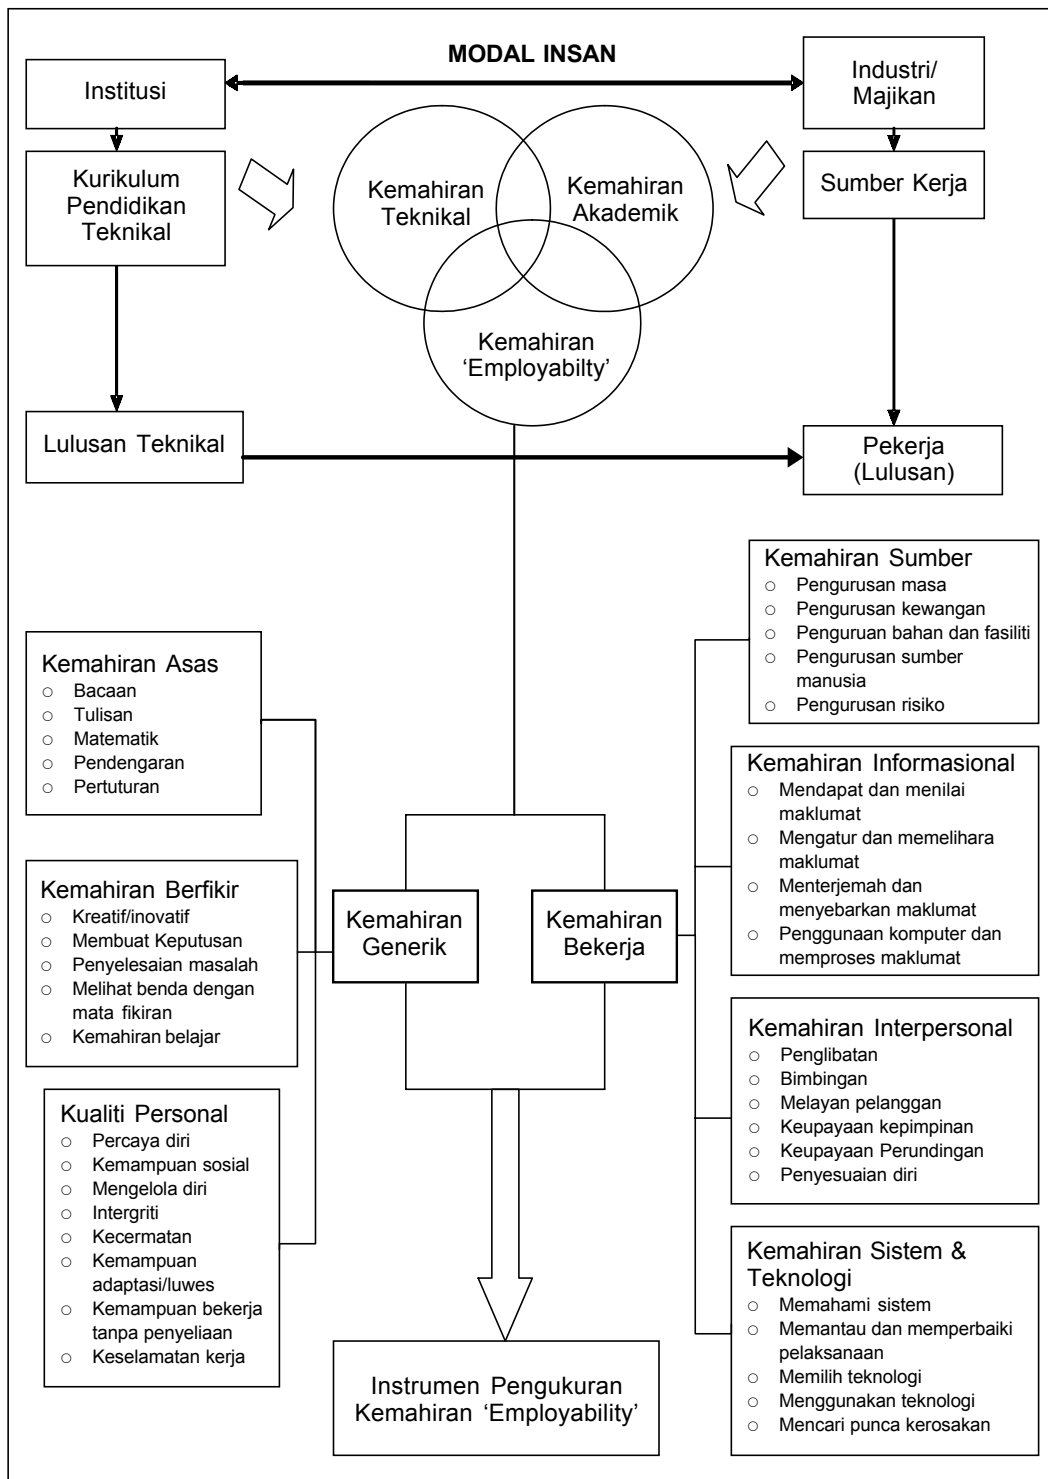 MODAL INSAN
Institusi
Industri/
Majikan
Kurikulum
Pendidikan
Teknikal
Kemahiran
Teknikal
Kemahiran
Akademik
Sumber Kerja
Kemahiran
‘Employabilty’
Lulusan Teknikal
Pekerja
(Lulusan)
Kemahiran Asas
○ Bacaan
○ Tulisan
○ Matematik
○ Pendengaran
○ Pertuturan
Kemahiran Berfikir
○ Kreatif/inovatif
○ Membuat Keputusan
○ Penyelesaian masalah
○ Melihat benda dengan
mata fikiran
○ Kemahiran belajar
Kualiti Personal
○ Percaya diri
○ Kemampuan sosial
○ Mengelola diri
○ Intergriti
○ Kecermatan
○ Kemampuan
adaptasi/luwes
○ Kemampuan bekerja
tanpa penyeliaan
○ Keselamatan kerja
Kemahiran
Generik
Kemahiran
Bekerja
Kemahiran Sumber
○ Pengurusan masa
○ Pengurusan kewangan
○ Penguruan bahan dan fasiliti
○ Pengurusan sumber
manusia
○ Pengurusan risiko
Kemahiran Informasional
○ Mendapat dan menilai
maklumat
○ Mengatur dan memelihara
maklumat
○ Menterjemah dan
menyebarkan maklumat
○ Penggunaan komputer dan
memproses maklumat
Kemahiran Interpersonal
○ Penglibatan
○ Bimbingan
○ Melayan pelanggan
○ Keupayaan kepimpinan
○ Keupayaan Perundingan
○ Penyesuaian diri
Kemahiran Sistem &
Teknologi
○ Memahami sistem
○ Memantau dan memperbaiki
pelaksanaan
○ Memilih teknologi
○ Menggunakan teknologi
○ Mencari punca kerosakan
Instrumen Pengukuran
Kemahiran ‘Employability’